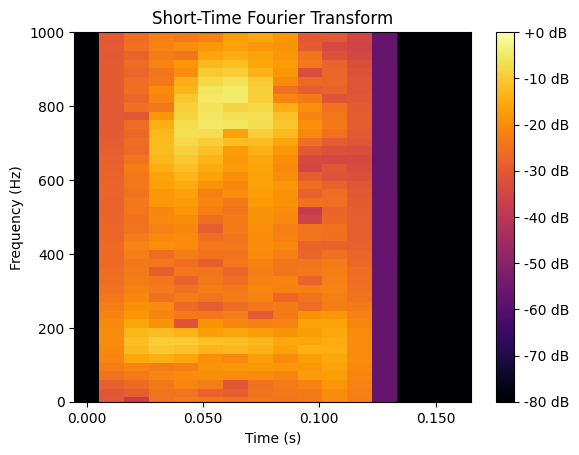 Short-Time Fourier Transform
1000
800
600
400
200
0
Frequency (Hz)
0.000
0.050
0.100
0.150
Time (s)
+0 dB
-10 dB
-20 dB
-30 dB
-40 dB
-50 dB
-60 dB
-70 dB
-80 dB